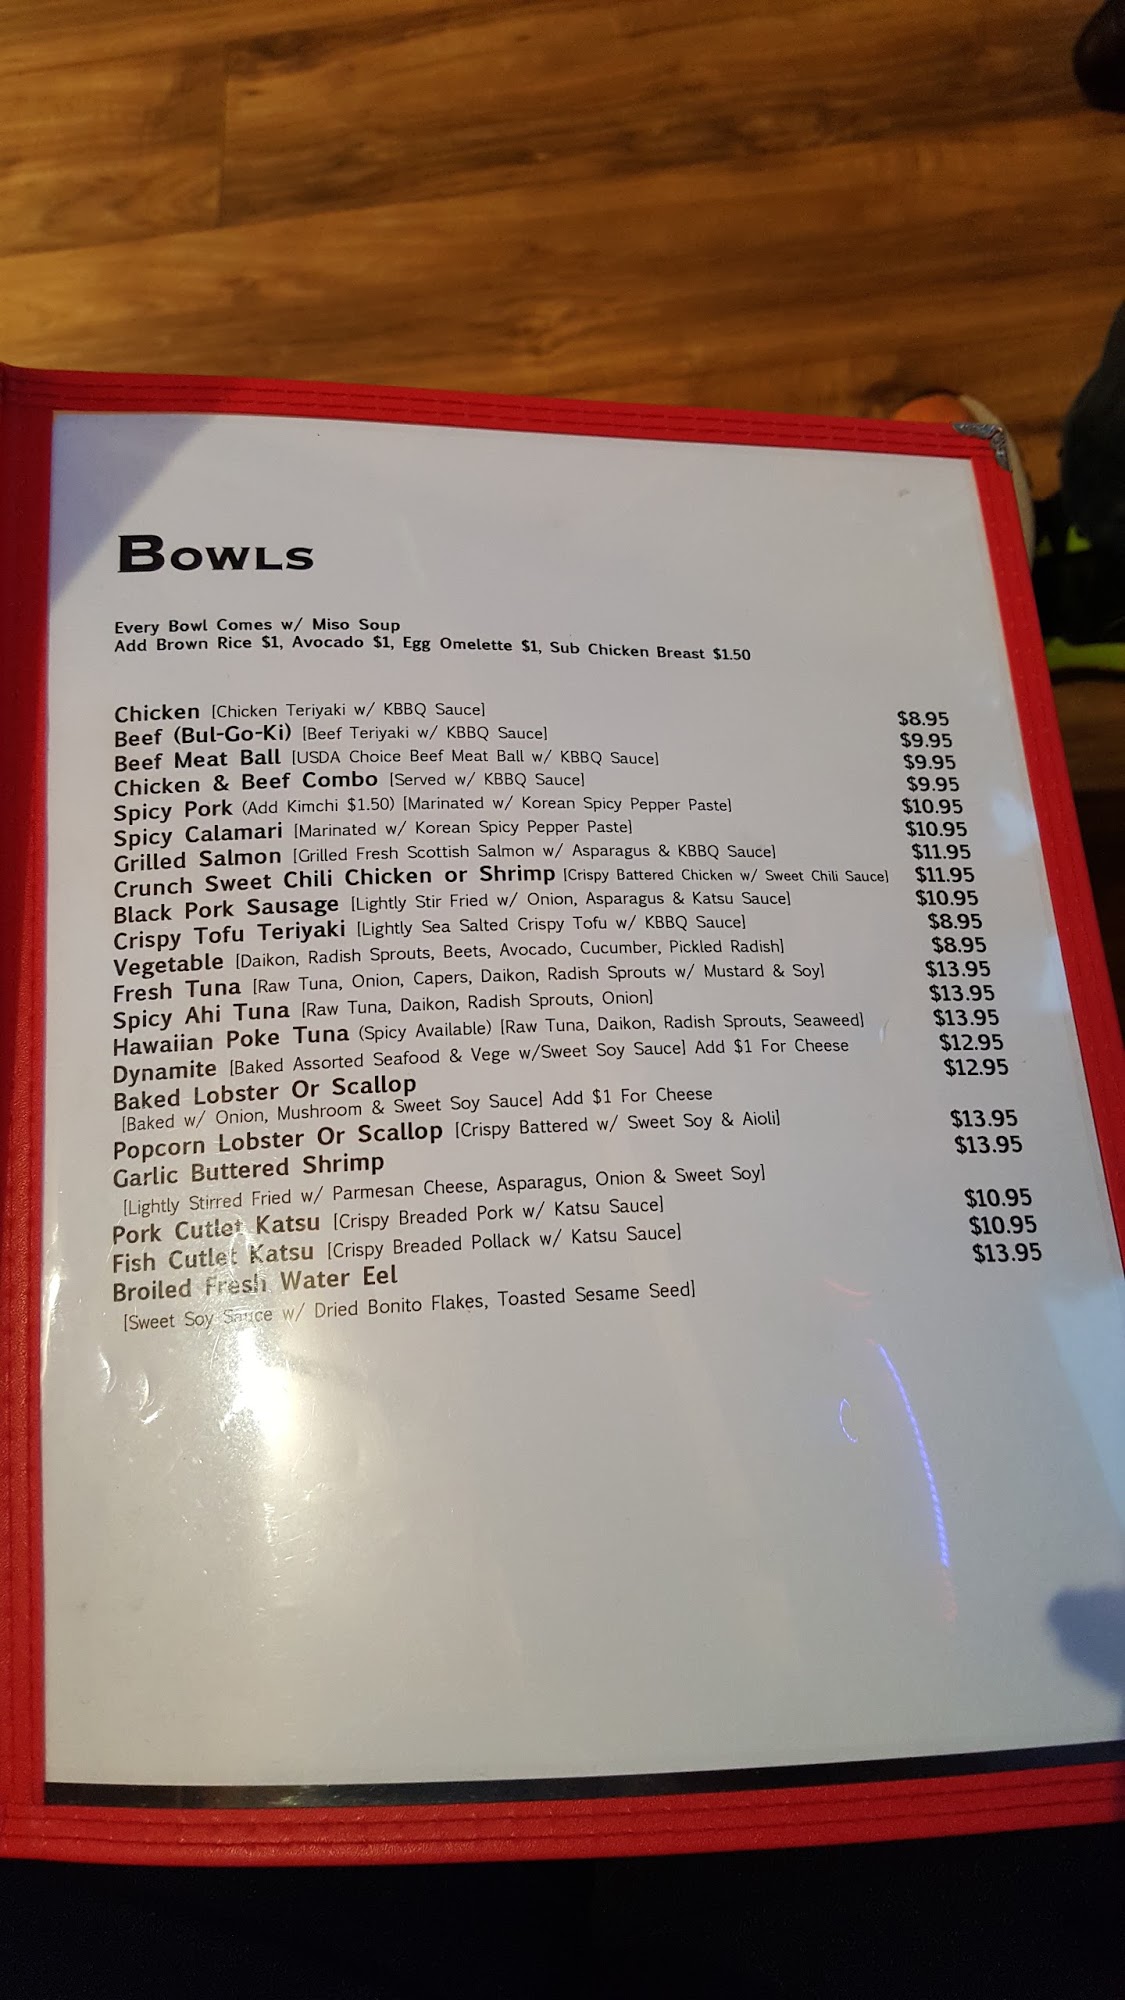 BOWLS
Every Bowl Comes w/ Miso Soup
Add Brown Rice $1, Avocado $1, Egg Omelette $1, Sub Chicken Breast $1.50
Chicken [Chicken Teriyaki w/ KBBQ Sauce] $8.95
Beef (Bul-Go-Ki) [Beef Teriyaki w/ KBBQ Sauce] $9.95
Beef Meat Ball [USDA Choice Beef Meat Ball w/ KBBQ Sauce] $9.95
Chicken & Beef Combo [Served w/ KBBQ Sauce] $9.95
Spicy Pork (Add Kimchi $1.50) [Marinated w/ Korean Spicy Pepper Paste] $10.95
Spicy Calamari [Marinated w/ Korean Spicy Pepper Paste] $10.95
Grilled Salmon [Grilled Fresh Scottish Salmon w/ Asparagus & KBBQ Sauce] $11.95
Crunch Sweet Chili Chicken or Shrimp [Crispy Battered Chicken w/ Sweet Chili Sauce] $11.95
Black Pork Sausage [Lightly Stir Fried w/ Onion, Asparagus & Katsu Sauce] $10.95
Crispy Tofu Teriyaki [Lightly Sea Salted Crispy Tofu w/ KBBQ Sauce] $8.95
Vegetable [Daikon, Radish Sprouts, Beets, Avocado, Cucumber, Pickled Radish] $8.95
Fresh Tuna [Raw Tuna, Onion, Capers, Daikon, Radish Sprouts w/ Mustard & Soy] $13.95
Spicy Ahi Tuna [Raw Tuna, Daikon, Radish Sprouts, Onion] $13.95
Hawaiian Poke Tuna (Spicy Available) [Raw Tuna, Daikon, Radish Sprouts, Seaweed] $13.95
Dynamite [Baked Assorted Seafood & Vege w/Sweet Soy Sauce] Add $1 For Cheese $12.95
Baked Lobster Or Scallop $12.95
[Baked w/ Onion, Mushroom & Sweet Soy Sauce] Add $1 For Cheese
Popcorn Lobster Or Scallop [Crispy Battered w/ Sweet Soy & Aioli] $13.95
Garlic Buttered Shrimp $13.95
[Lightly Stirred Fried w/ Parmesan Cheese, Asparagus, Onion & Sweet Soy]
Pork Cutlet Katsu [Crispy Breaded Pork w/ Katsu Sauce] $10.95
Fish Cutlet Katsu [Crispy Breaded Pollack w/ Katsu Sauce] $10.95
Broiled Fresh Water Eel $13.95
[Sweet Soy Sauce w/ Dried Bonito Flakes, Toasted Sesame Seed]